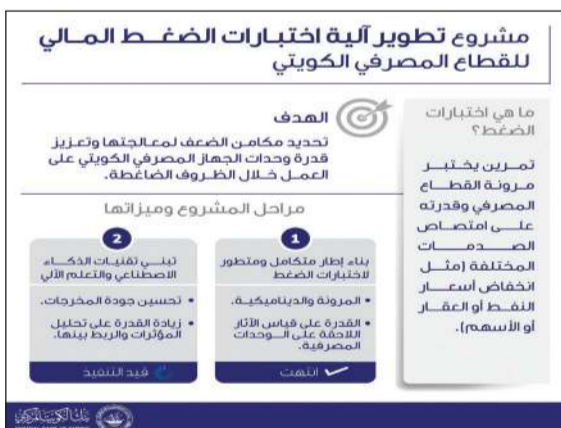 مشروع تطوير آلية اختبارات الضغط المالي
للقطاع المصرفي الكويتي
ما هي اختبارات
الضغط؟
تمرين يختبر
مرونة القطاع
المصرفي وقدرته
على امتصاص
الصدمات
المختلفة (مثل
انخفاض أسعار
النفط أو العقار
أو الأسهم).
الهدف
تحديد مكامن الضعف لمعالجتها وتعزيز
قدرة وحدات الجهاز المصرفي الكويتي على
العمل خلال الظروف الضاغطة.
مراحل المشروع وميزاتها
1
بناء إطار متكامل ومتطور
لاختبارات الضغط
• المرونة والديناميكية.
• القدرة على قياس الآثار
اللاحقة على الوحدات
المصرفية.
انتهت
2
تبني تقنيات الذكاء
الاصطناعي والتعلم الآلي
• تحسين جودة المخرجات.
• زيادة القدرة على تحليل
المؤثرات والربط بينها.
قيد التنفيذ
بنك الكويت المركزي